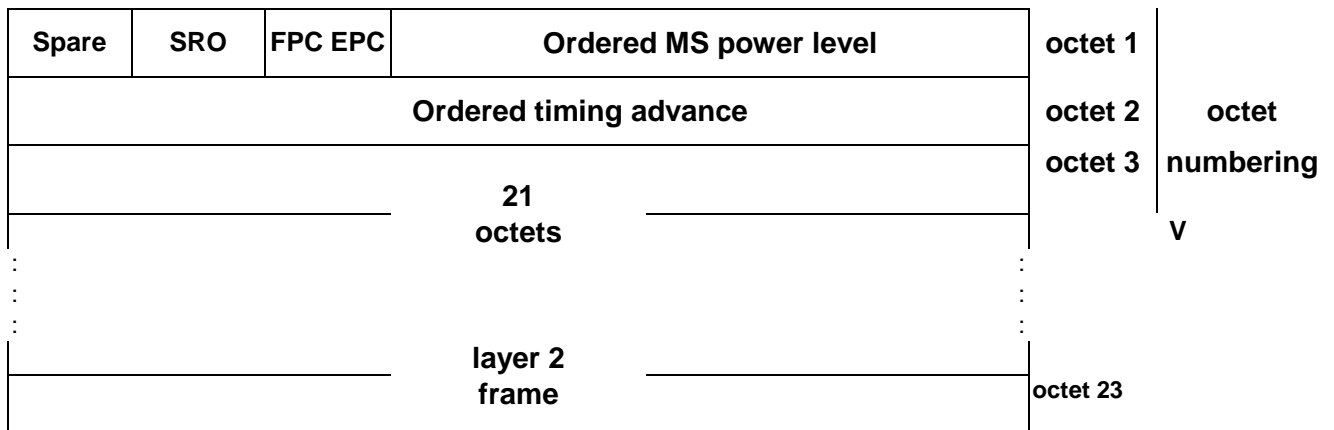 Spare SRO FPC EPC Ordered MS power level octet 1
Ordered timing advance octet 2 octet
octet 3 numbering
21
octets V
:    :
:    :
:    :
layer 2
frame octet 23